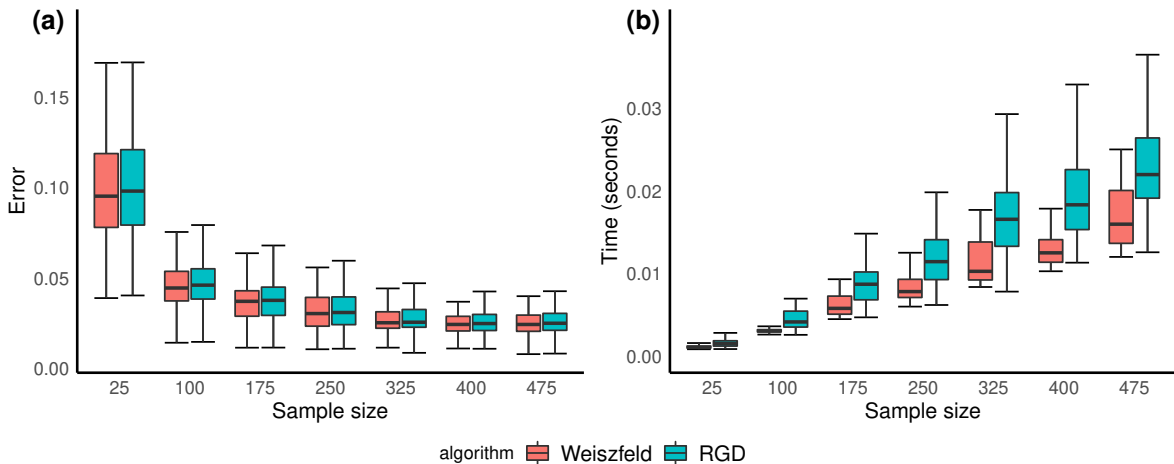 (a)
Error
0.15
0.10
0.05
0.00
25 100 175 250 325 400 475
Sample size
(b)
Time (seconds)
0.03
0.02
0.01
0.00
25 100 175 250 325 400 475
Sample size
algorithm Weiszfeld RGD